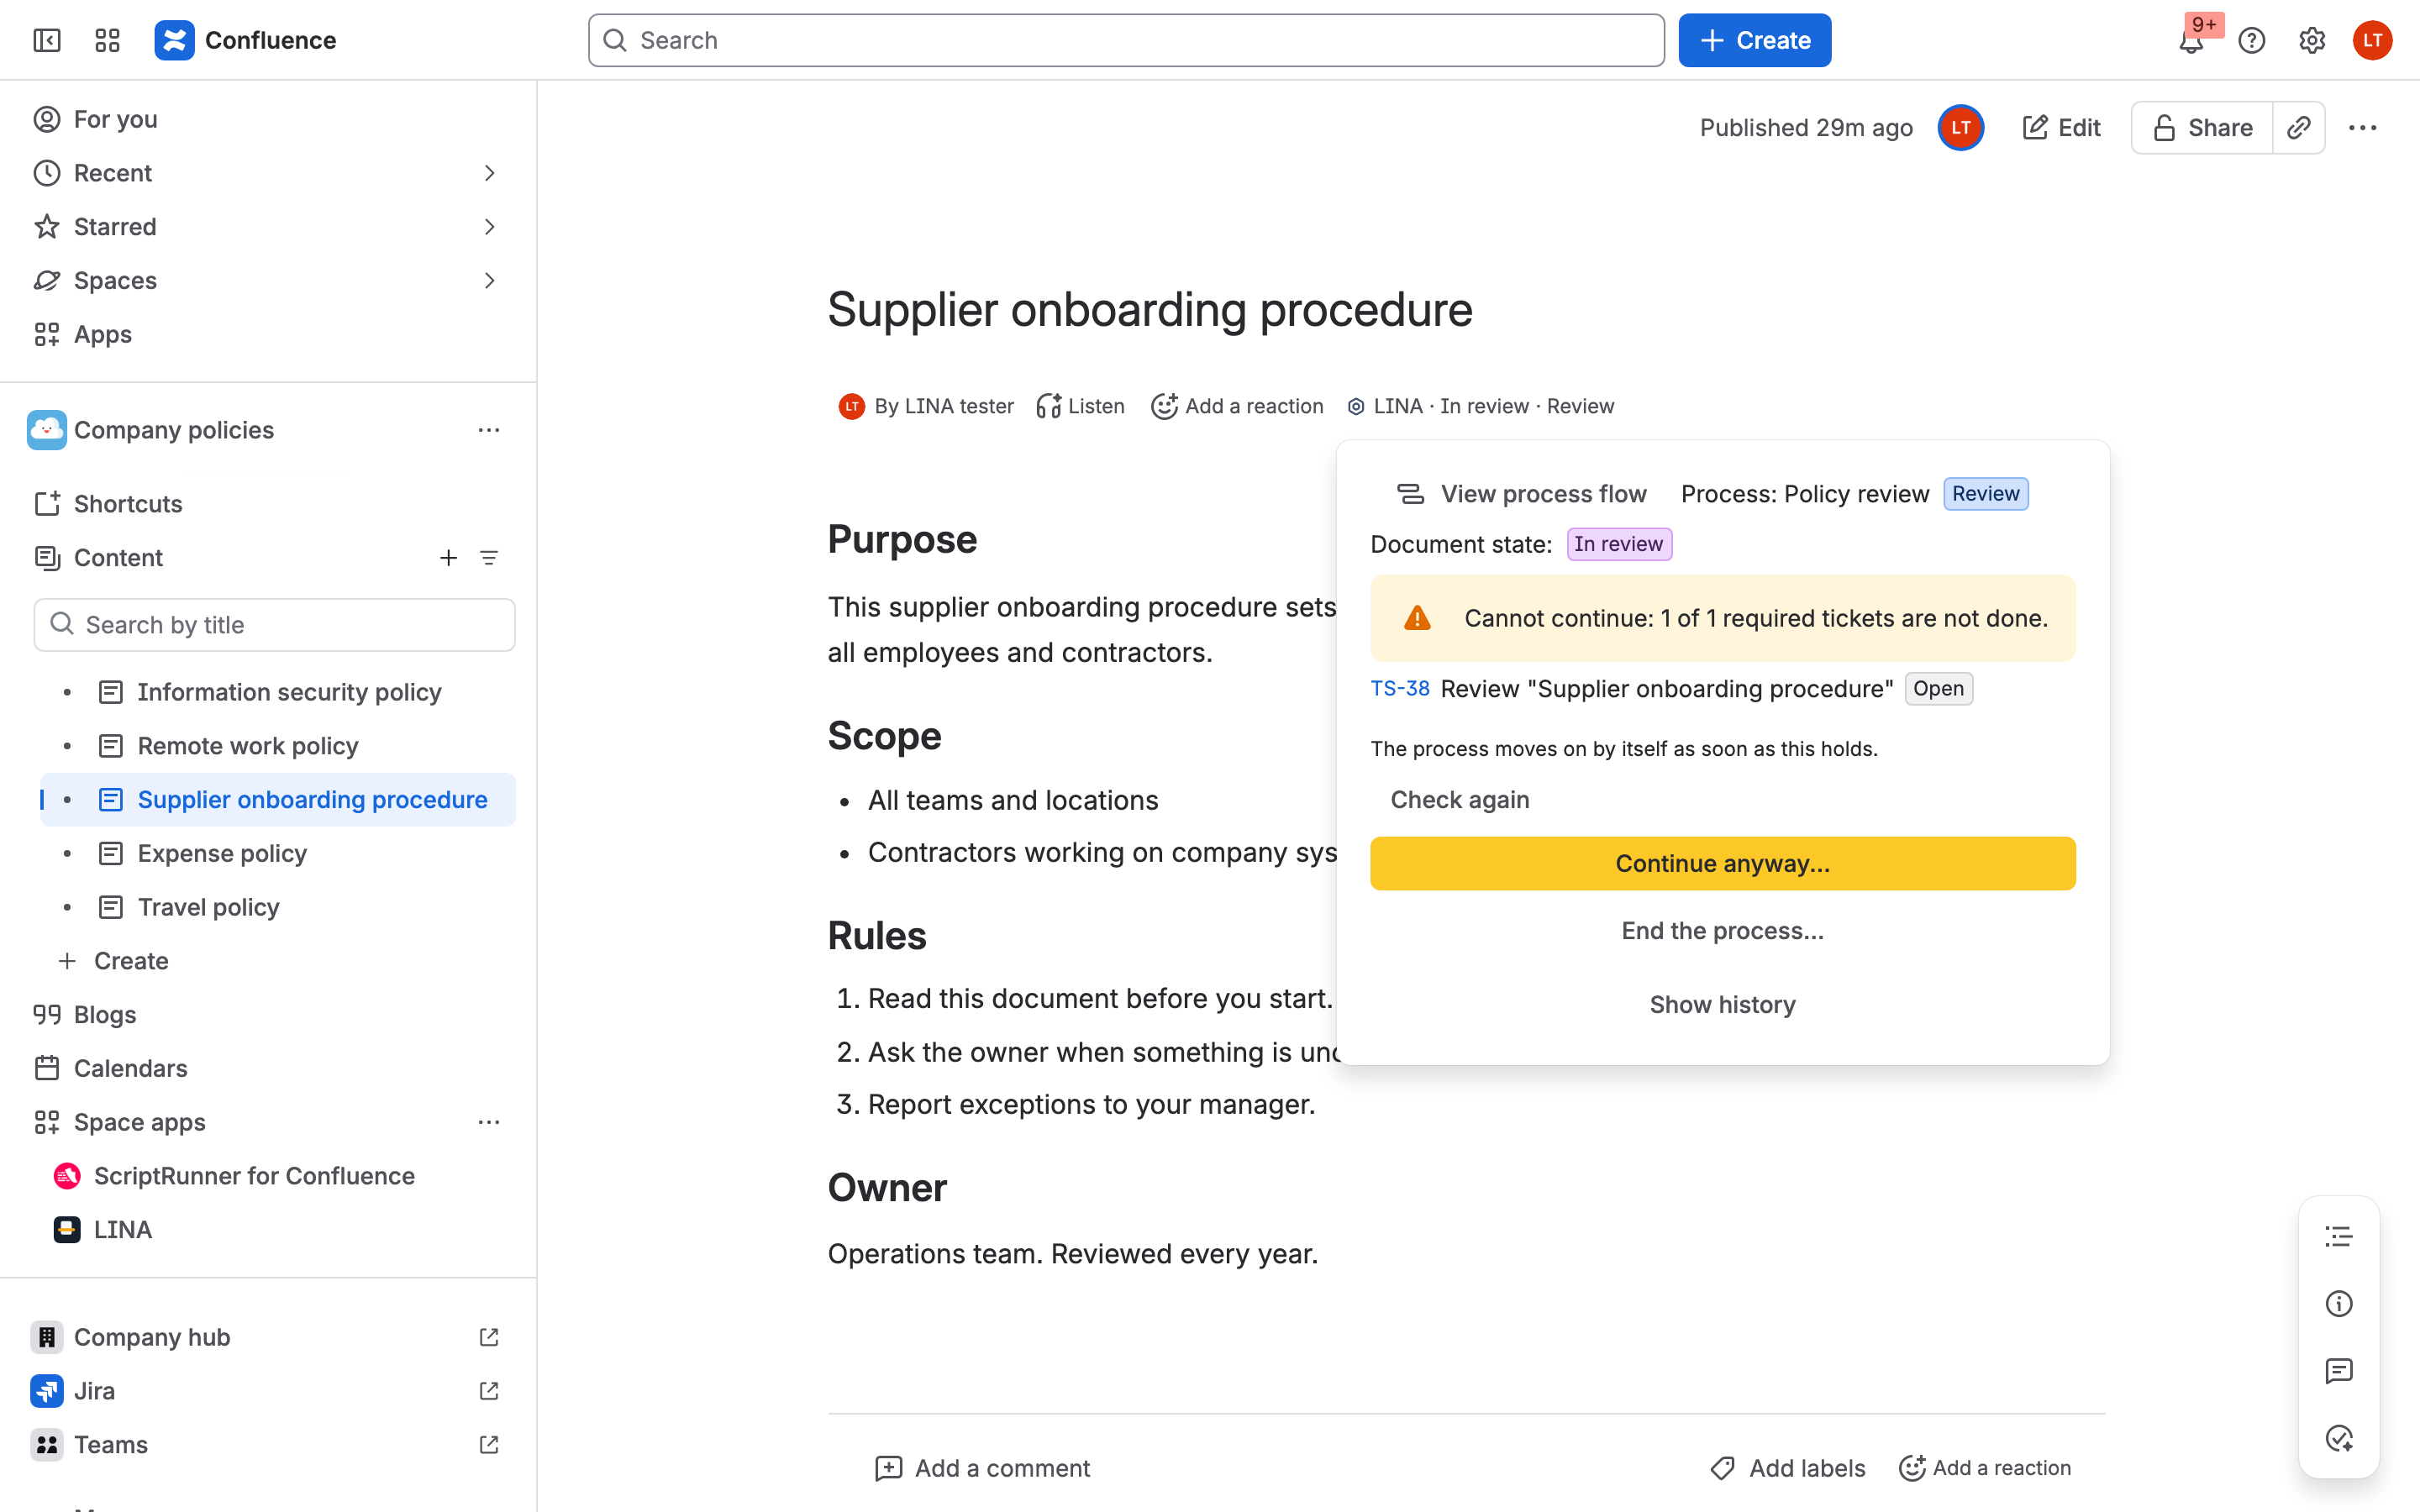 Confluence
Search
Create
9+
LT
For you
Recent
Starred
Spaces
Apps
Company policies
Shortcuts
Content
Search by title
Information security policy
Remote work policy
Supplier onboarding procedure
Expense policy
Travel policy
Create
Blogs
Calendars
Space apps
ScriptRunner for Confluence
LINA
Company hub
Jira
Teams
Published 29m ago
LT
Edit
Share
Supplier onboarding procedure
LT By LINA tester Listen Add a reaction LINA · In review · Review
Purpose
This supplier onboarding procedure sets
all employees and contractors.
Scope
• All teams and locations
• Contractors working on company sys
Rules
1. Read this document before you start.
2. Ask the owner when something is unc
3. Report exceptions to your manager.
Owner
Operations team. Reviewed every year.
View process flow Process: Policy review Review
Document state: In review
Cannot continue: 1 of 1 required tickets are not done.
TS-38 Review "Supplier onboarding procedure" Open
The process moves on by itself as soon as this holds.
Check again
Continue anyway...
End the process...
Show history
Add a comment
Add labels
Add a reaction